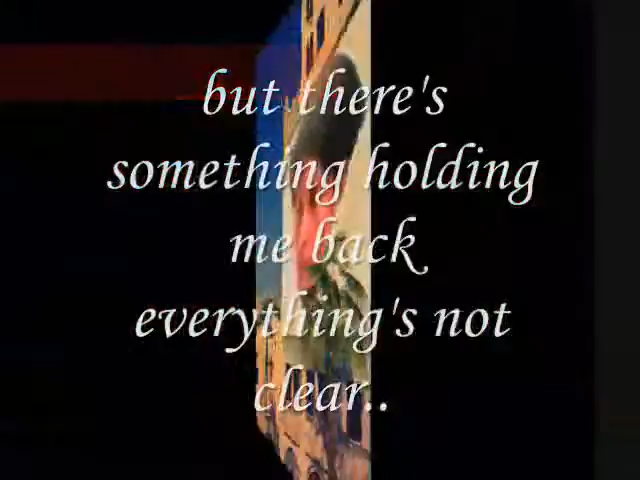 but there's
something holding
me back
everything's not
clear..